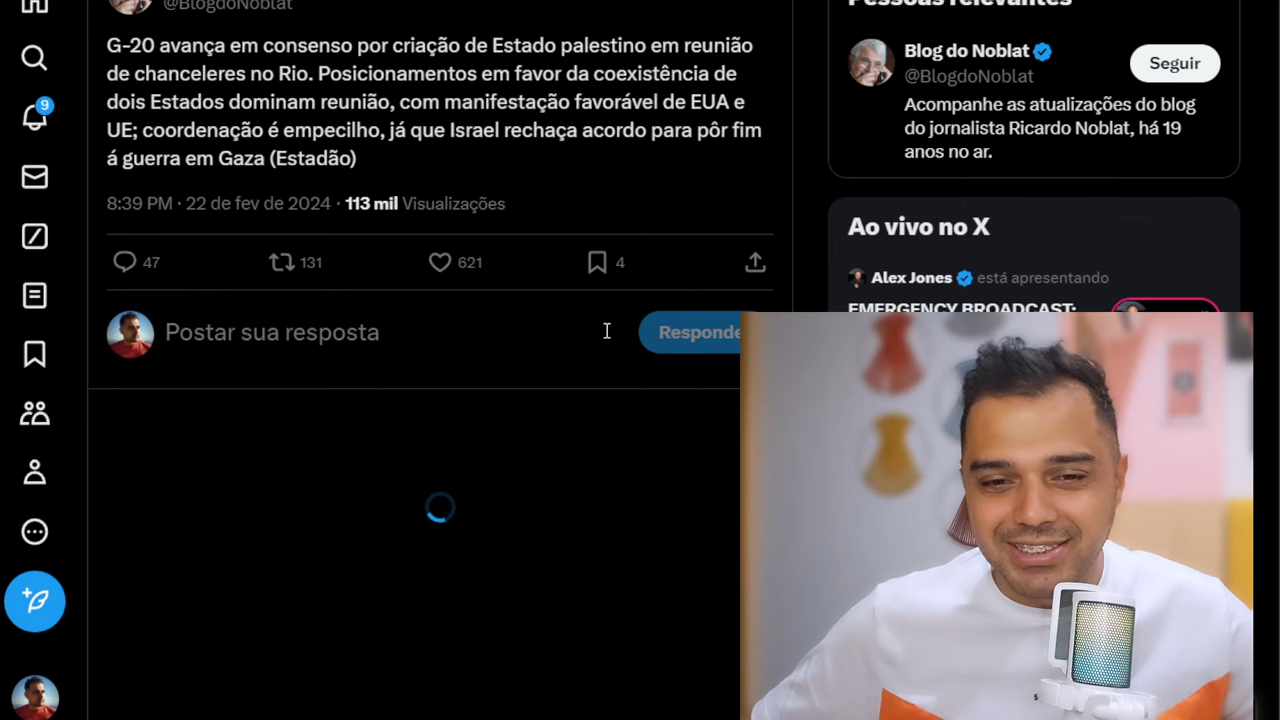 @BlogdoNoblat
G-20 avança em consenso por criação de Estado palestino em reunião
de chanceleres no Rio. Posicionamentos em favor da coexistência de
dois Estados dominam reunião, com manifestação favorável de EUA e
UE; coordenação é empecilho, já que Israel rechaça acordo para pôr fim
á guerra em Gaza (Estadão)
8:39 PM · 22 de fev de 2024 · 113 mil Visualizações
47 131 621 4
Postar sua resposta
Responde
9
Pessoas relevantes
Blog do Noblat
@BlogdoNoblat
Seguir
Acompanhe as atualizações do blog
do jornalista Ricardo Noblat, há 19
anos no ar.
Ao vivo no X
Alex Jones está apresentando
EMERGENCY BROADCAST: